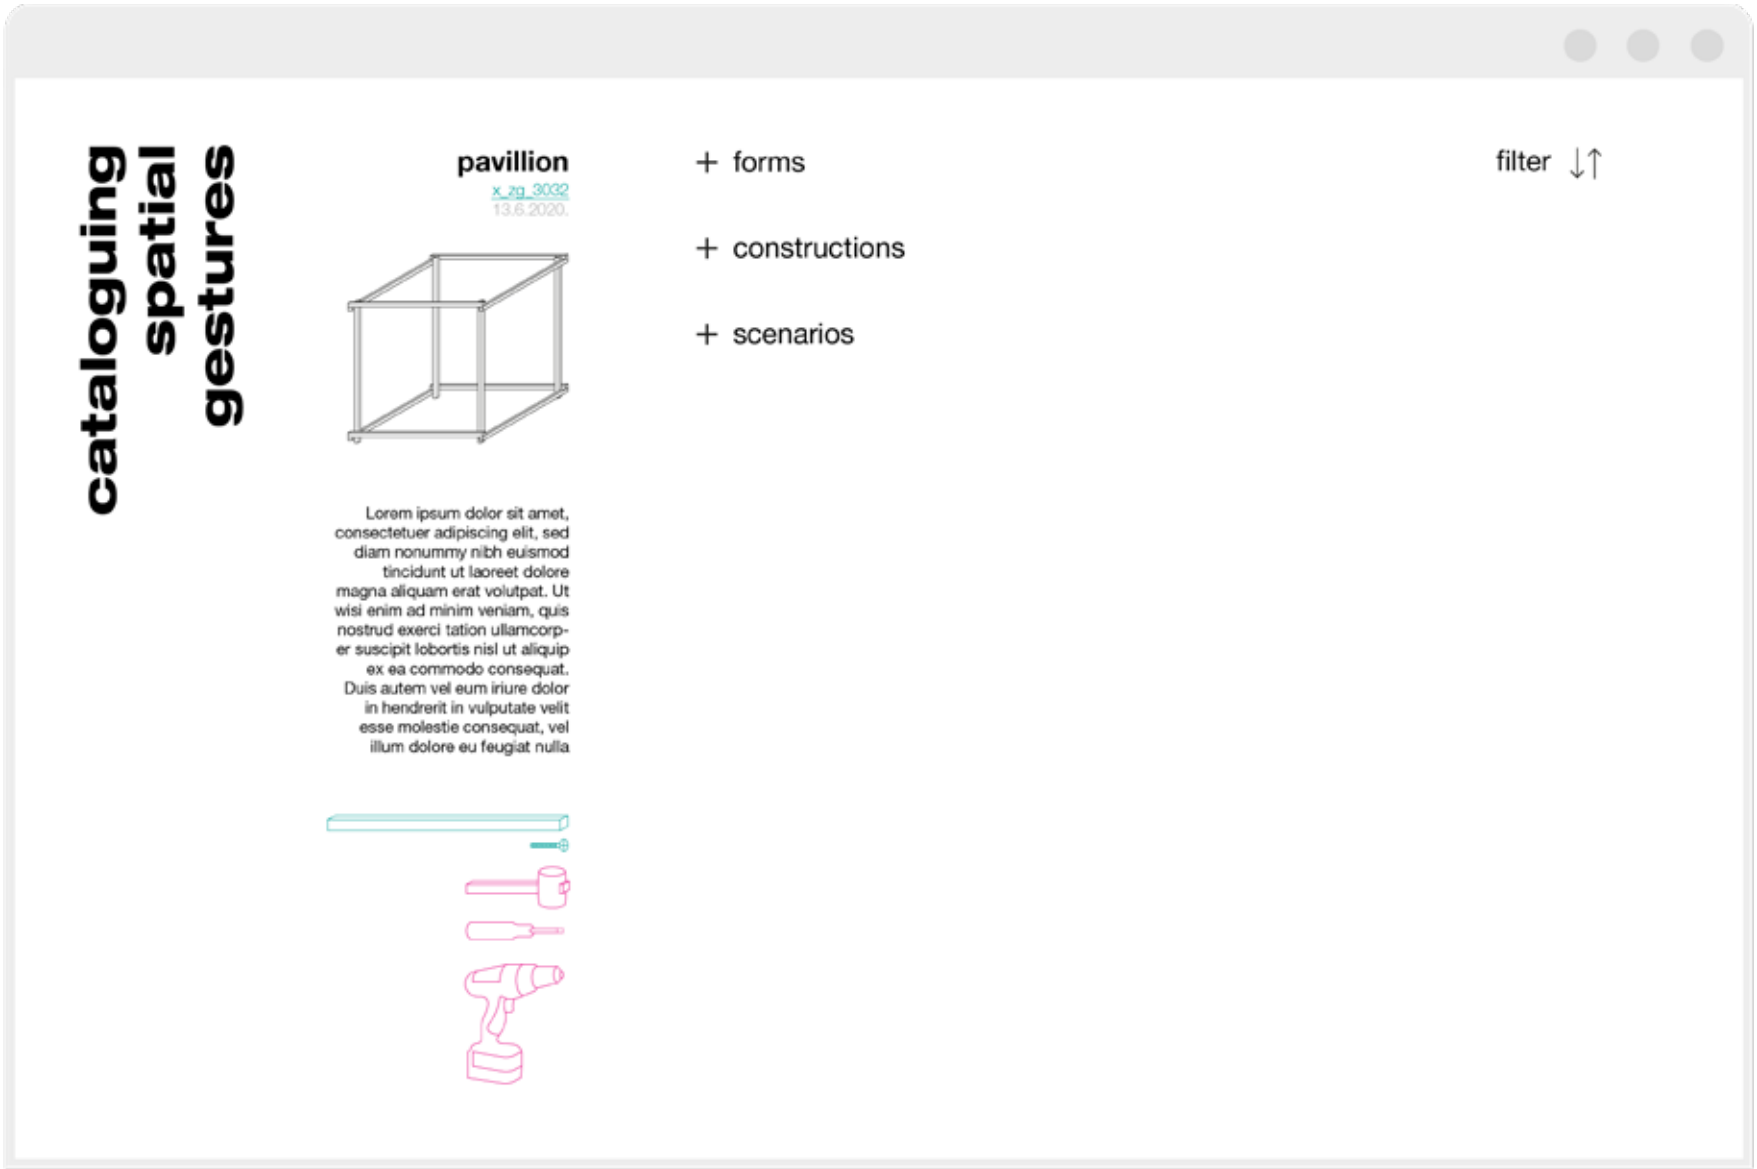 cataloguing
spatial
gestures
pavillion
x_zg_3032
13.6.2020.
Lorem ipsum dolor sit amet,
consectetuer adipiscing elit, sed
diam nonummy nibh euismod
tincidunt ut laoreet dolore
magna aliquam erat volutpat. Ut
wisi enim ad minim veniam, quis
nostrud exerci tation ullamcorp-
er suscipit lobortis nisl ut aliquip
ex ea commodo consequat.
Duis autem vel eum iriure dolor
in hendrerit in vulputate velit
esse molestie consequat, vel
illum dolore eu feugiat nulla
+ forms
+ constructions
+ scenarios
filter ↓↑